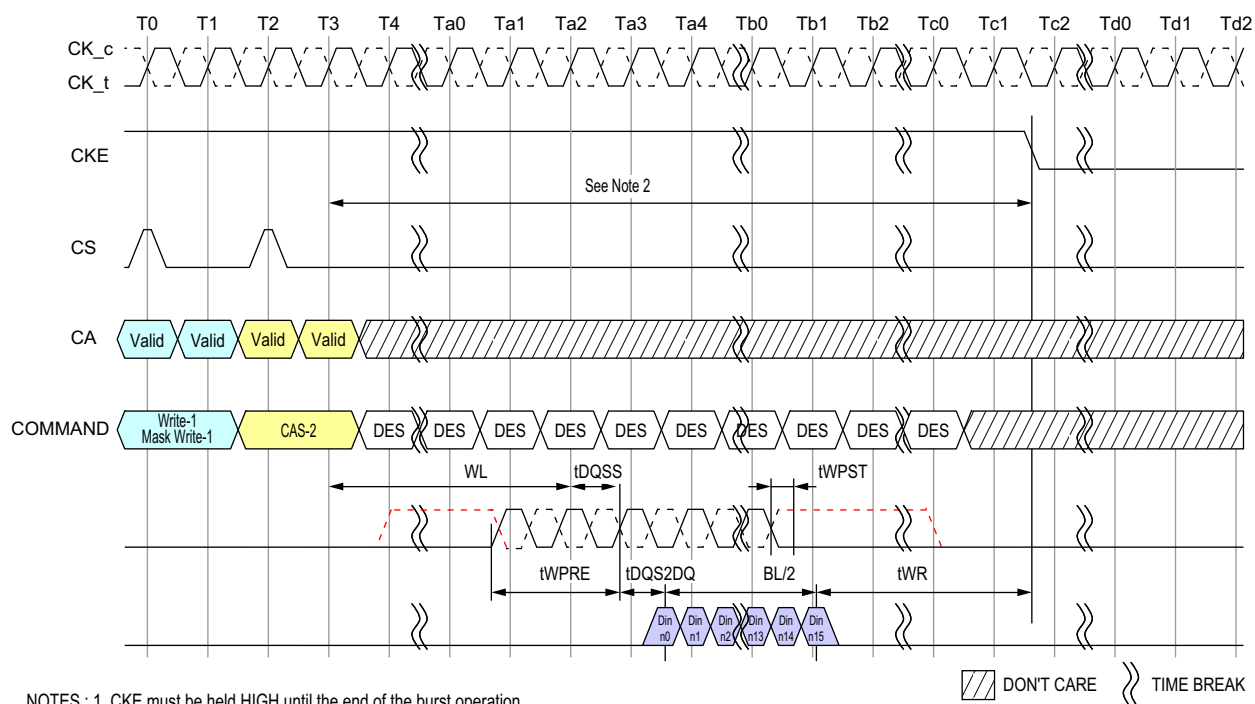 T0 T1 T2 T3 T4 Ta0 Ta1 Ta2 Ta3 Ta4 Tb0 Tb1 Tb2 Tc0 Tc1 Tc2 Td0 Td1 Td2
CK_c
CK_t
CKE
See Note 2
CS
CA Valid Valid Valid Valid
COMMAND Write-1 Mask Write-1 CAS-2 DES DES DES DES DES DES DES DES DES DES
WL tDQSS tWPST
tWPRE tDQS2DQ BL/2 tWR
Din n0 Din n1 Din n2 Din n13 Din n14 Din n15
DON'T CARE TIME BREAK
NOTES : 1. CKE must be held HIGH until the end of the burst operation